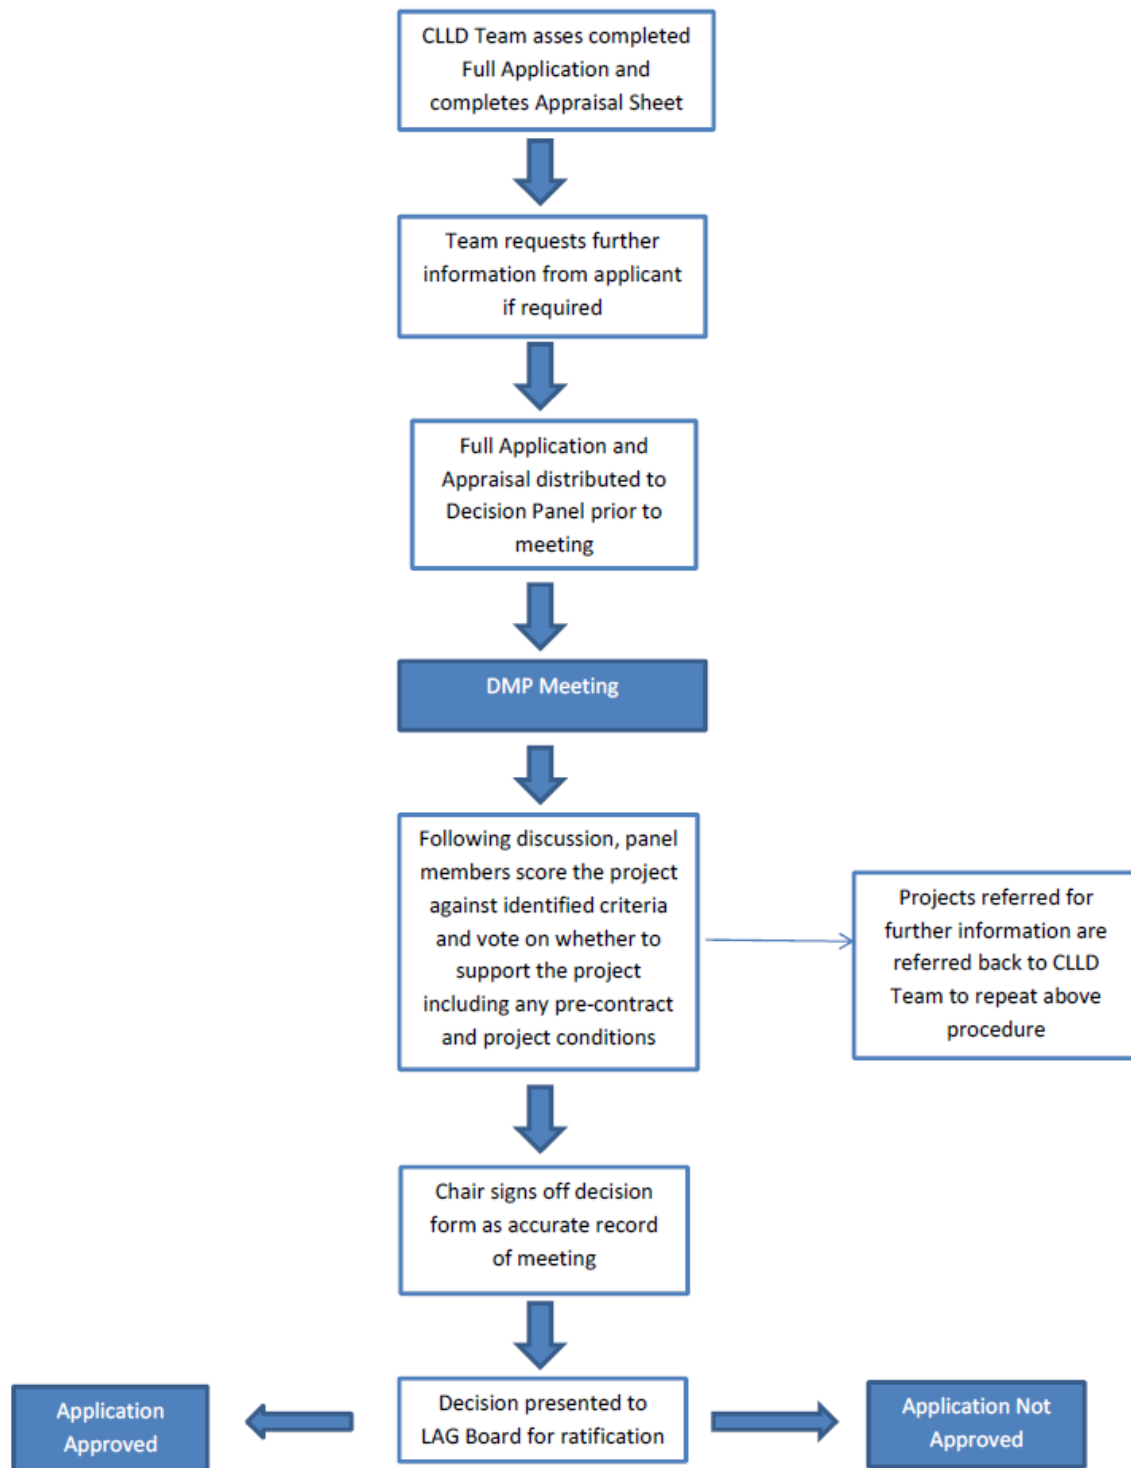 CLLD Team asses completed
Full Application and
completes Appraisal Sheet
Team requests further
information from applicant
if required
Full Application and
Appraisal distributed to
Decision Panel prior to
meeting
DMP Meeting
Following discussion, panel
members score the project
against identified criteria
and vote on whether to
support the project
including any pre-contract
and project conditions
Projects referred for
further information are
referred back to CLLD
Team to repeat above
procedure
Chair signs off decision
form as accurate record
of meeting
Application
Approved
Decision presented to
LAG Board for ratification
Application Not
Approved